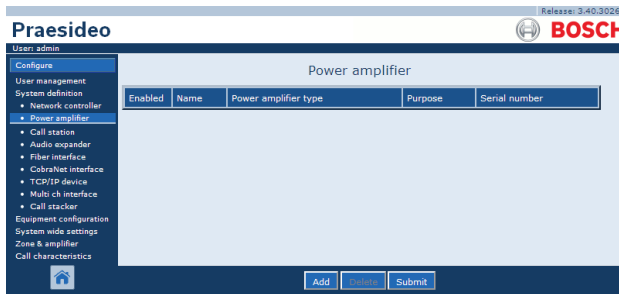 Release: 3.40.3026
Praesideo
BOSCH
User: admin
Configure
User management
System definition
• Network controller
• Power amplifier
• Call station
• Audio expander
• Fiber interface
• CobraNet interface
• TCP/IP device
• Multi ch interface
• Call stacker
Equipment configuration
System wide settings
Zone & amplifier
Call characteristics
Power amplifier
Enabled Name Power amplifier type Purpose Serial number
Add Delete Submit